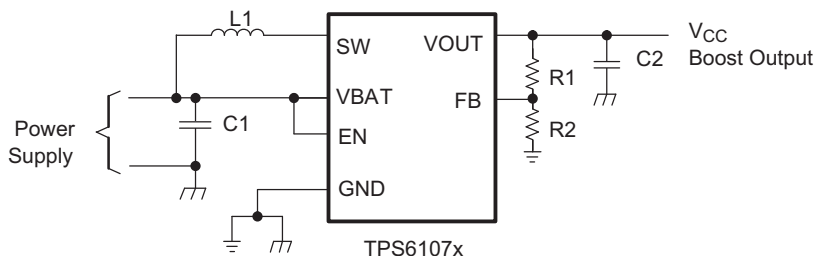 L1
SW
VOUT
V_CC
Boost Output
R1
C2
VBAT
FB
Power
Supply
C1
EN
R2
GND
TPS6107x